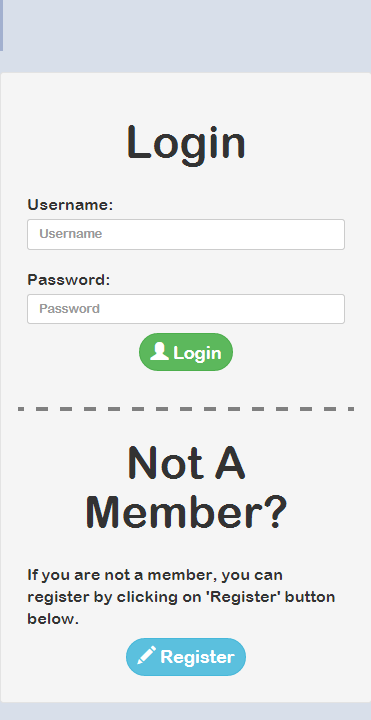 Login
Username:
Username
Password:
Password
Login
Not A
Member?
If you are not a member, you can
register by clicking on 'Register' button
below.
Register